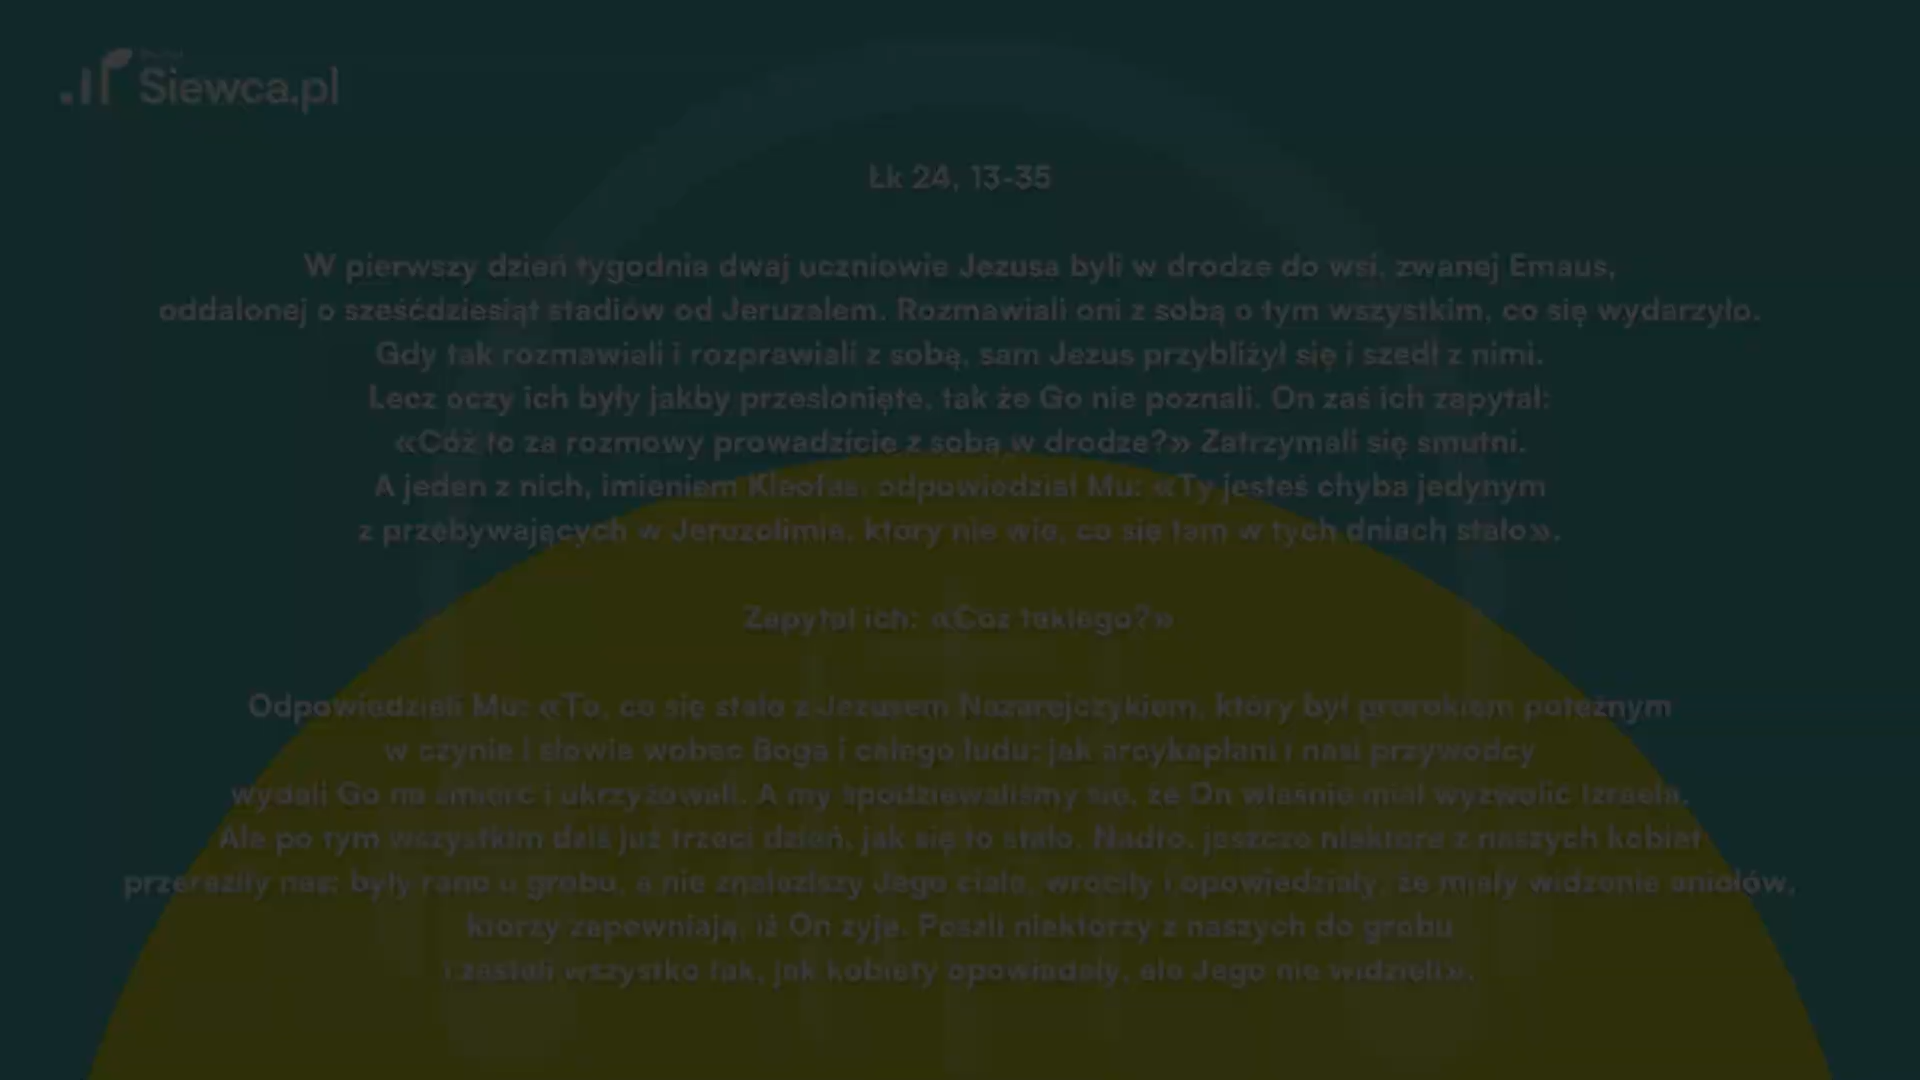 Siewca.pl
Łk 24, 13-35
W pierwszy dzień tygodnia dwaj uczniowie Jezusa byli w drodze do wsi, zwanej Emaus,
oddalonej o sześćdziesiąt stadiów od Jeruzalem. Rozmawiali oni z sobą o tym wszystkim, co się wydarzyło.
Gdy tak rozmawiali i rozprawiali z sobą, sam Jezus przybliżył się i szedł z nimi.
Lecz oczy ich były jakby przesłonięte, tak że Go nie poznali. On zaś ich zapytał:
«Cóż to za rozmowy prowadzicie z sobą w drodze?» Zatrzymali się smutni.
A jeden z nich, imieniem Kleofas, odpowiedział Mu: «Ty jesteś chyba jedynym
z przebywających w Jerozolimie, który nie wie, co się tam w tych dniach stało».
Zapytał ich: «Cóż takiego?»
Odpowiedzieli Mu: «To, co się stało z Jezusem Nazarejczykiem, który był prorokiem potężnym
w czynie i słowie wobec Boga i całego ludu; jak arcykapłani i nasi przywódcy
wydali Go na śmierć i ukrzyżowali. A my spodziewaliśmy się, że On właśnie miał wyzwolić Izraela.
Ale po tym wszystkim dziś już trzeci dzień, jak się to stało. Nadto, jeszcze niektóre z naszych kobiet
przeraziły nas: były rano u grobu, a nie znalazłszy Jego ciała, wróciły i opowiedziały, że miały widzenie aniołów,
którzy zapewniają, iż On żyje. Poszli niektórzy z naszych do grobu
i zastali wszystko tak, jak kobiety opowiadały, ale Jego nie widzieli».